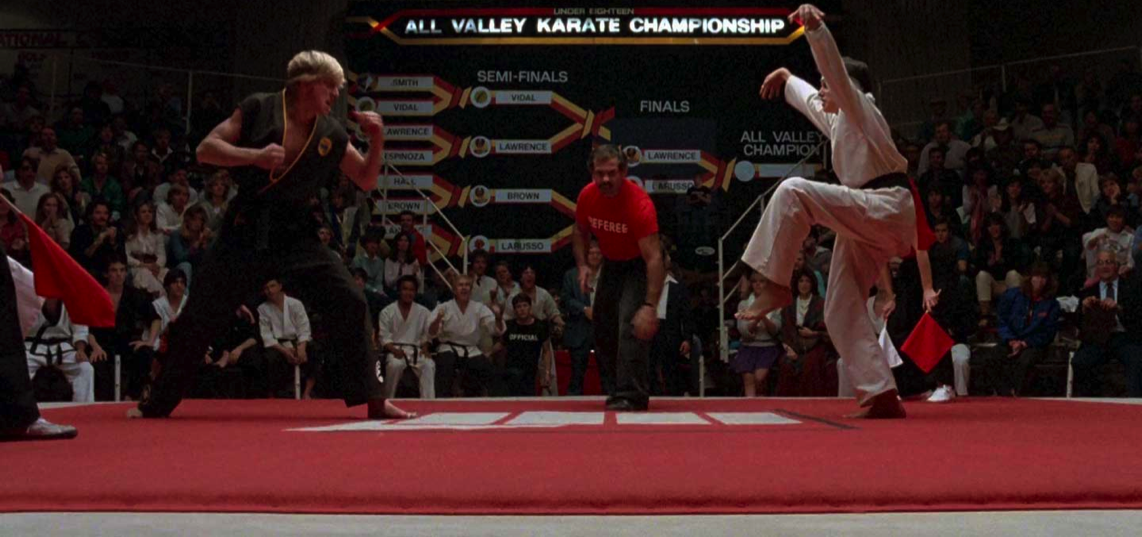 UNDER EIGHTEEN
ALL VALLEY KARATE CHAMPIONSHIP
SEMI-FINALS
FINALS
ALL VALLEY
CHAMPION
SMITH
VIDAL
LAWRENCE
ESPINOZA
HALL
BROWN
VIDAL
LAWRENCE
BROWN
LARUSSO
LAWRENCE
LARUSSO
REFEREE
OFFICIAL